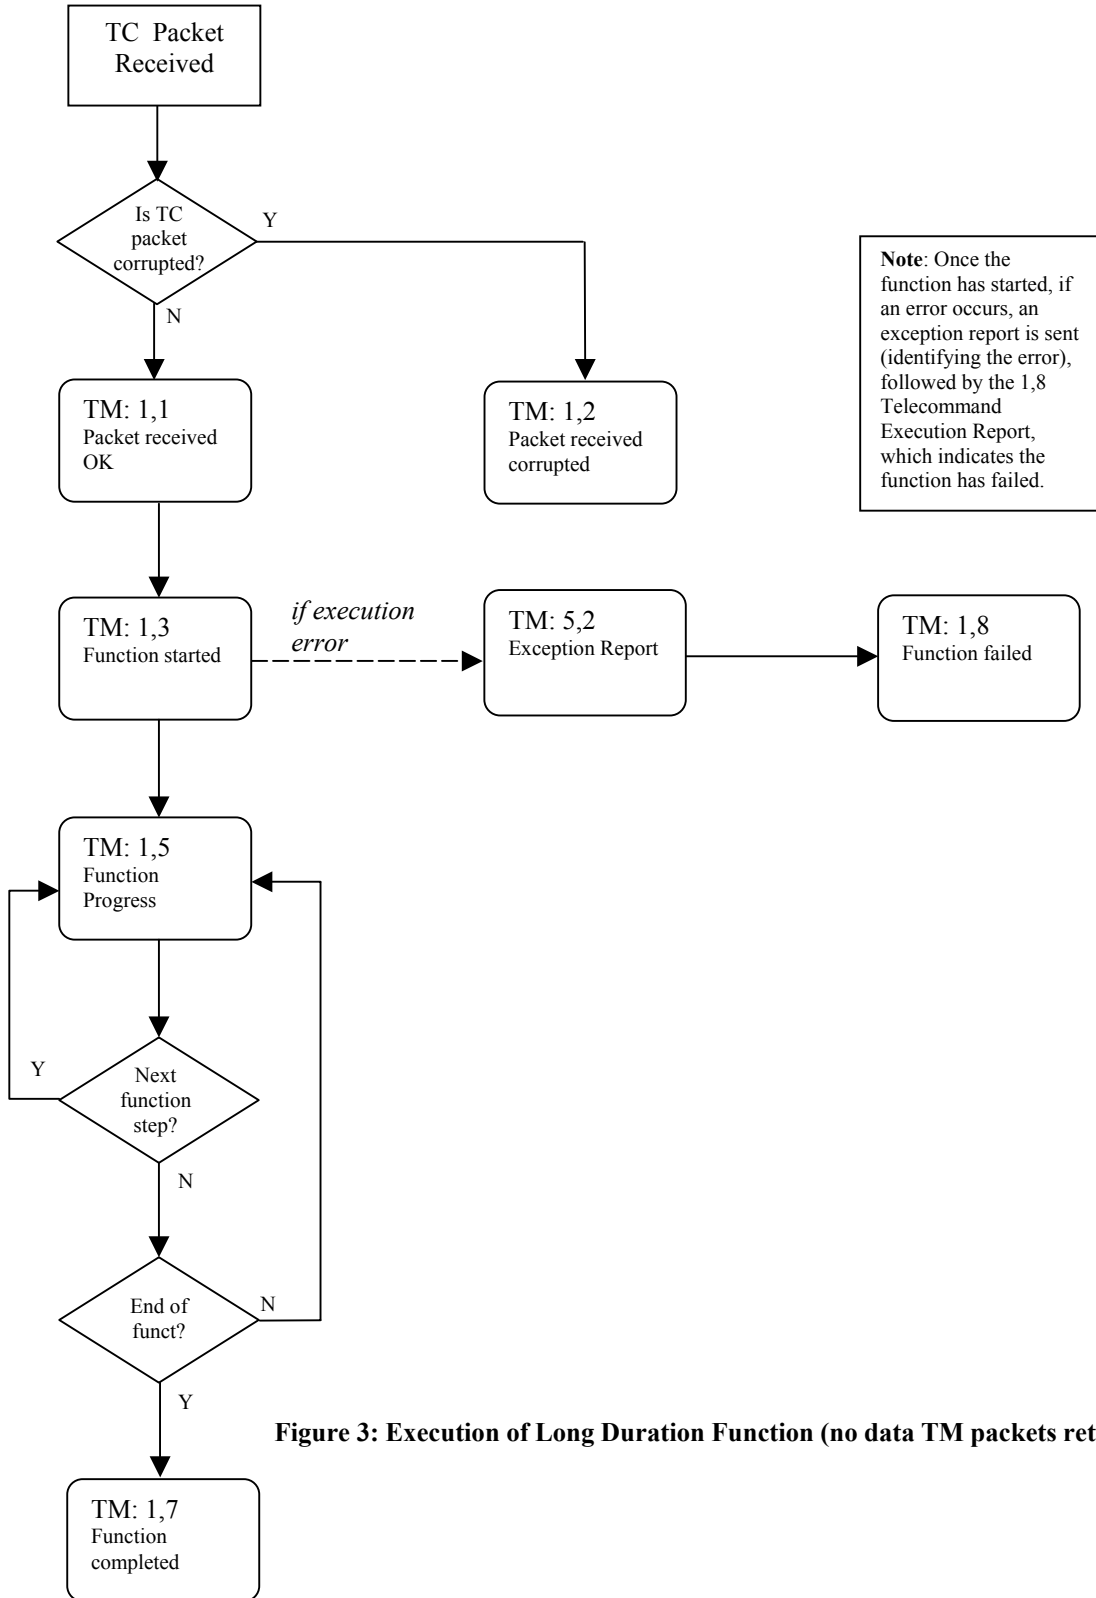 TC Packet
Received
Is TC
packet
corrupted?
Y
N
Note: Once the
function has started, if
an error occurs, an
exception report is sent
(identifying the error),
followed by the 1,8
Telecommand
Execution Report,
which indicates the
function has failed.
TM: 1,1
Packet received
OK
TM: 1,2
Packet received
corrupted
TM: 1,3
Function started
if execution
error
TM: 5,2
Exception Report
TM: 1,8
Function failed
TM: 1,5
Function
Progress
Y
Next
function
step?
N
End of
funct?
N
Y
Figure 3: Execution of Long Duration Function (no data TM packets ret
TM: 1,7
Function
completed